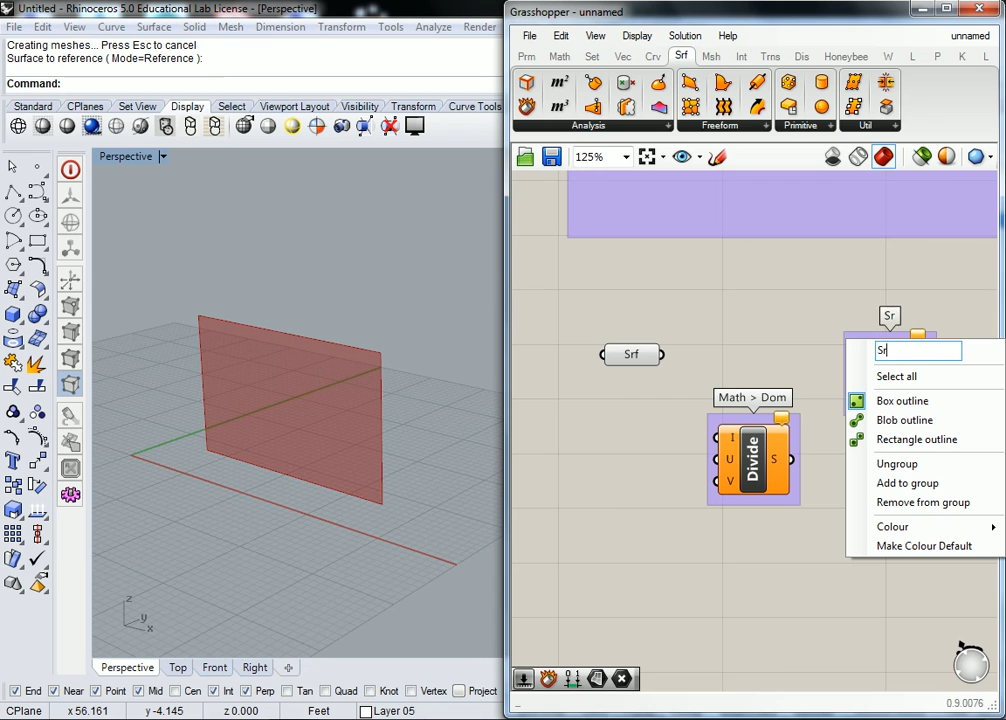 Untitled - Rhinoceros 5.0 Educational Lab License - [Perspective]
File Edit View Curve Surface Solid Mesh Dimension Transform Tools Analyze Render
Creating meshes... Press Esc to cancel
Surface to reference ( Mode=Reference ):
Command:
Standard CPlanes Set View Display Select Viewport Layout Visibility Transform Curve Tools
Perspective
z
y
x
Perspective Top Front Right
End Near Point Mid Cen Int Perp Tan Quad Knot Vertex Project
CPlane x 56.161 y -4.145 z 0.000 Feet Layer 05
Grasshopper - unnamed
File Edit View Display Solution Help unnamed
Prm Math Set Vec Crv Srf Msh Int Trns Dis Honeybee W L P K L
m²
m³
Analysis Freeform Primitive Util
125%
Sr
Srf
Math > Dom
I
U
V
Divide
S
Sr
Select all
Box outline
Blob outline
Rectangle outline
Ungroup
Add to group
Remove from group
Colour
Make Colour Default
0.9.0076